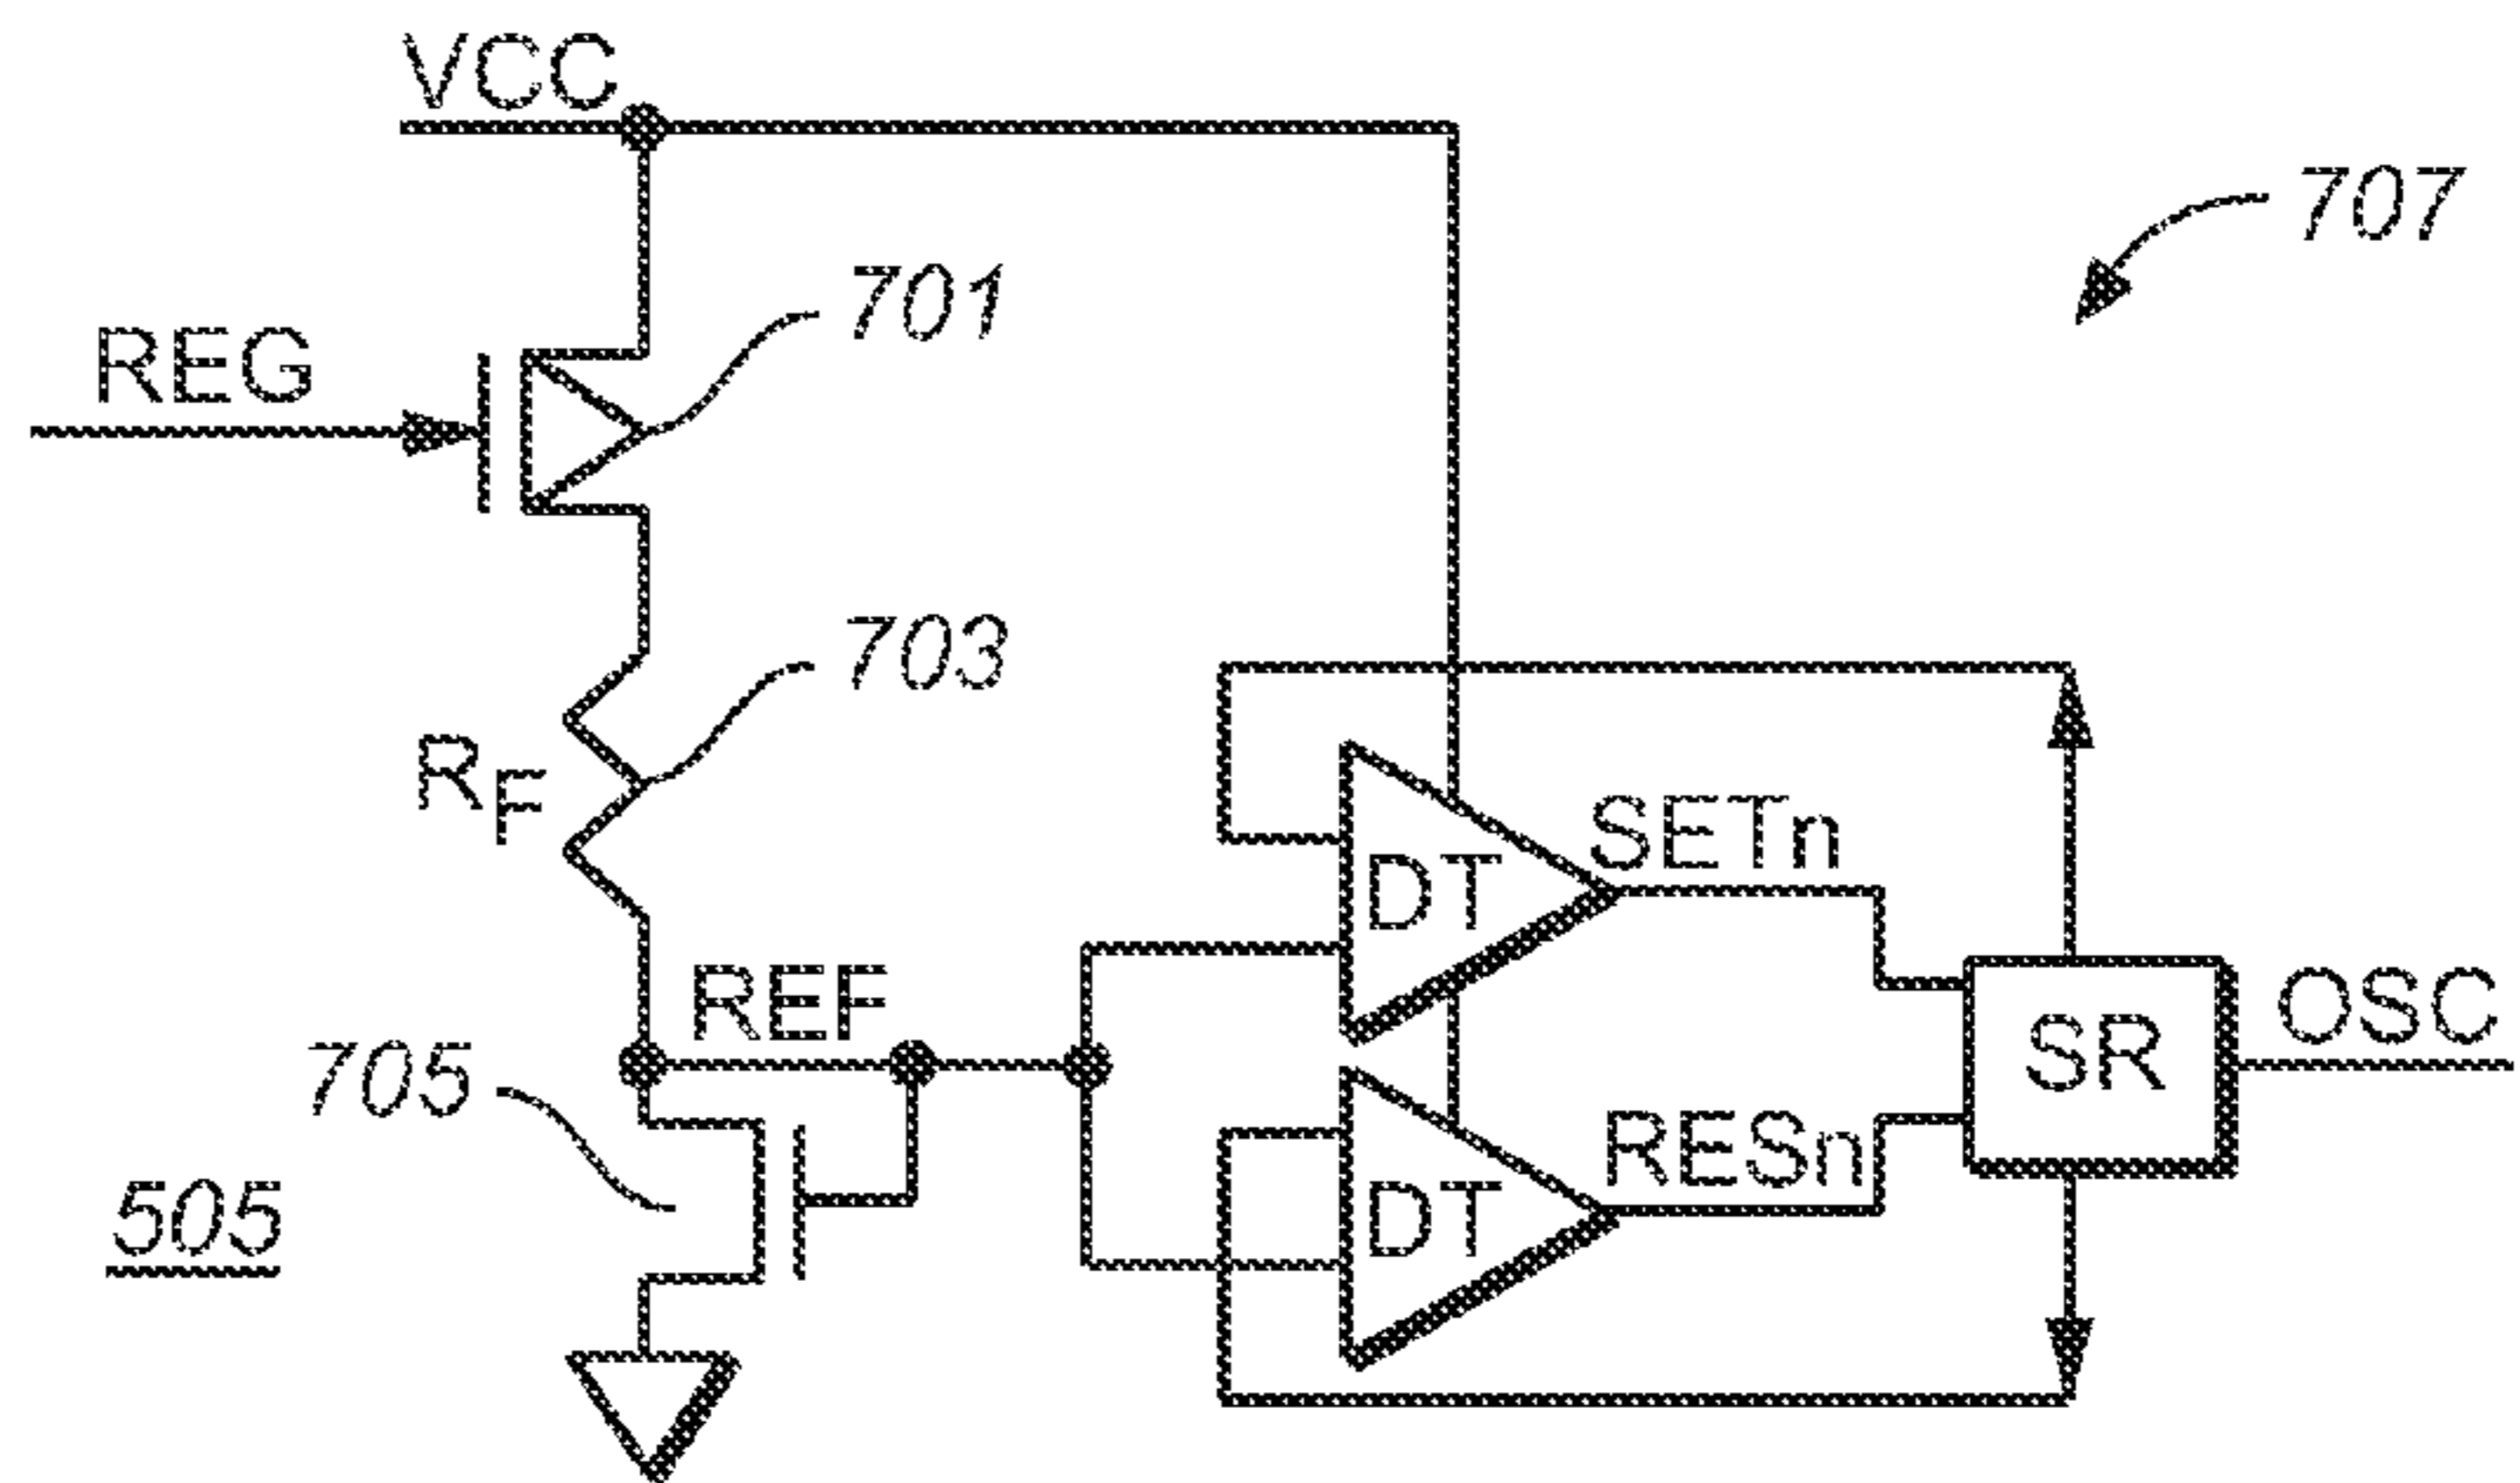 VCC
707
701
REG
703
RF
DT
SETn
REF
OSC
SR
705
RESn
DT
505